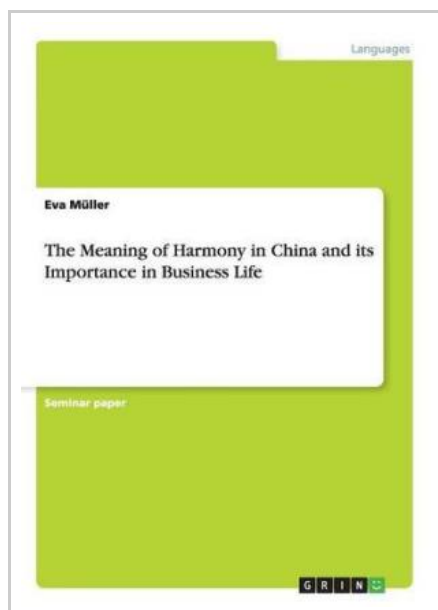 Languages
Eva Müller
The Meaning of Harmony in China and its
Importance in Business Life
Seminar paper
GRIN